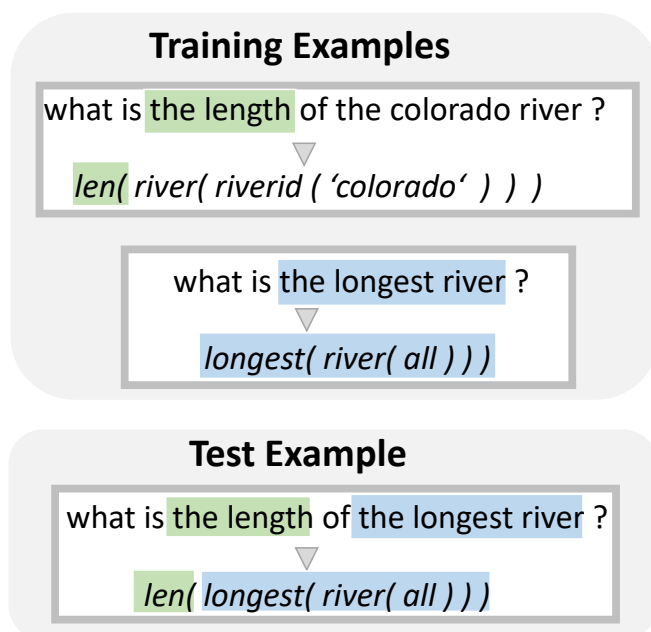 Training Examples
what is the length of the colorado river ?
len( river( riverid ( ‘colorado‘ ) ) )
what is the longest river ?
longest( river( all ) ) )
Test Example
what is the length of the longest river ?
len( longest( river( all ) ) )